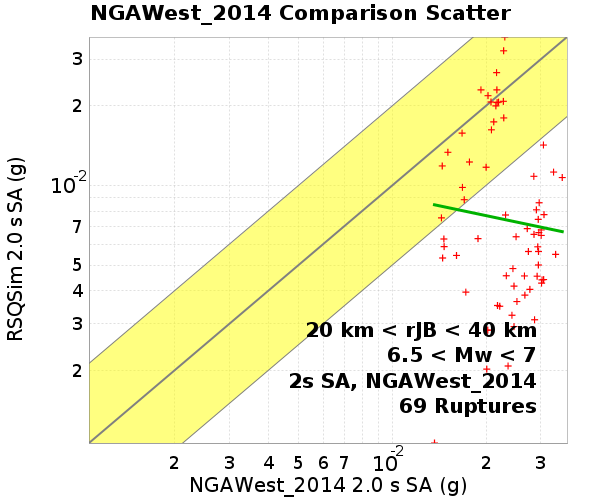 NGAWest_2014 Comparison Scatter
RSQSim 2.0 s SA (g)
3
2
10-2
7
5
4
3
2
20 km < rJB < 40 km
6.5 < Mw < 7
2s SA, NGAWest_2014
69 Ruptures
2 3 4 5 6 7 10-2 2 3
NGAWest_2014 2.0 s SA (g)